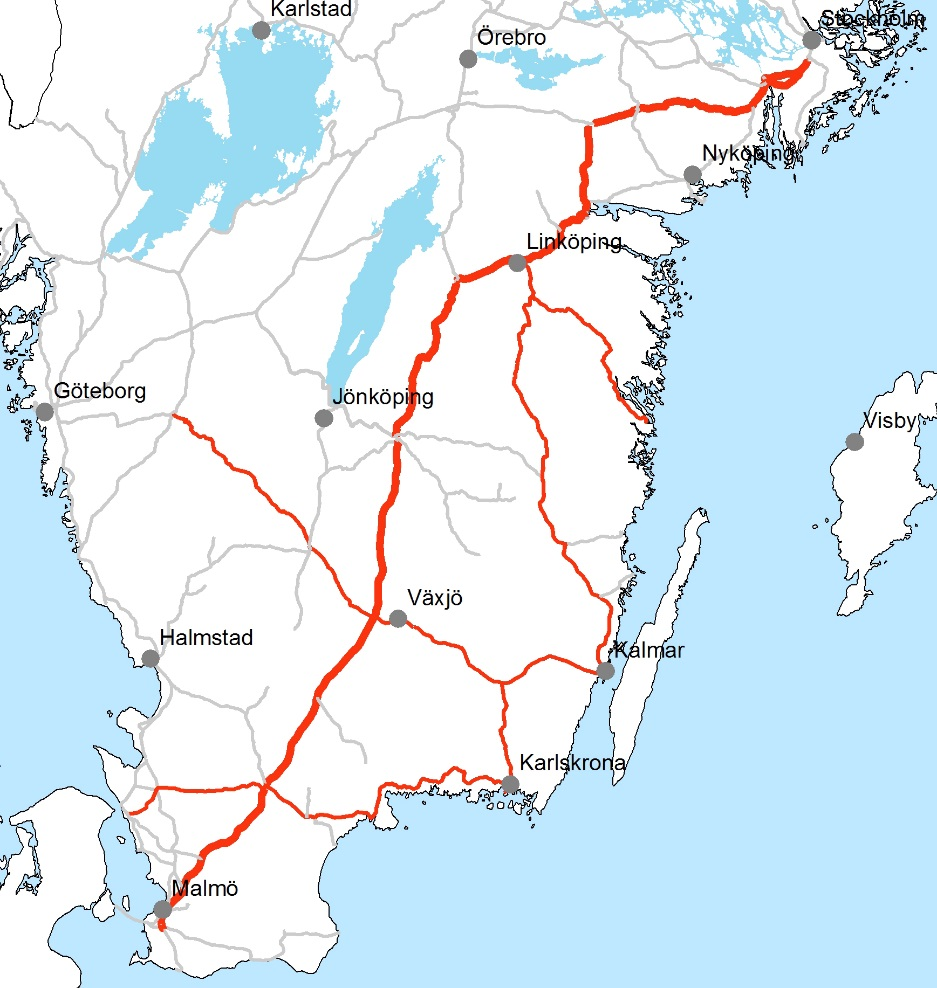 Karlstad
Stockholm
Örebro
Nyköping
Linköping
Göteborg
Jönköping
Visby
Växjö
Halmstad
Kalmar
Karlskrona
Malmö